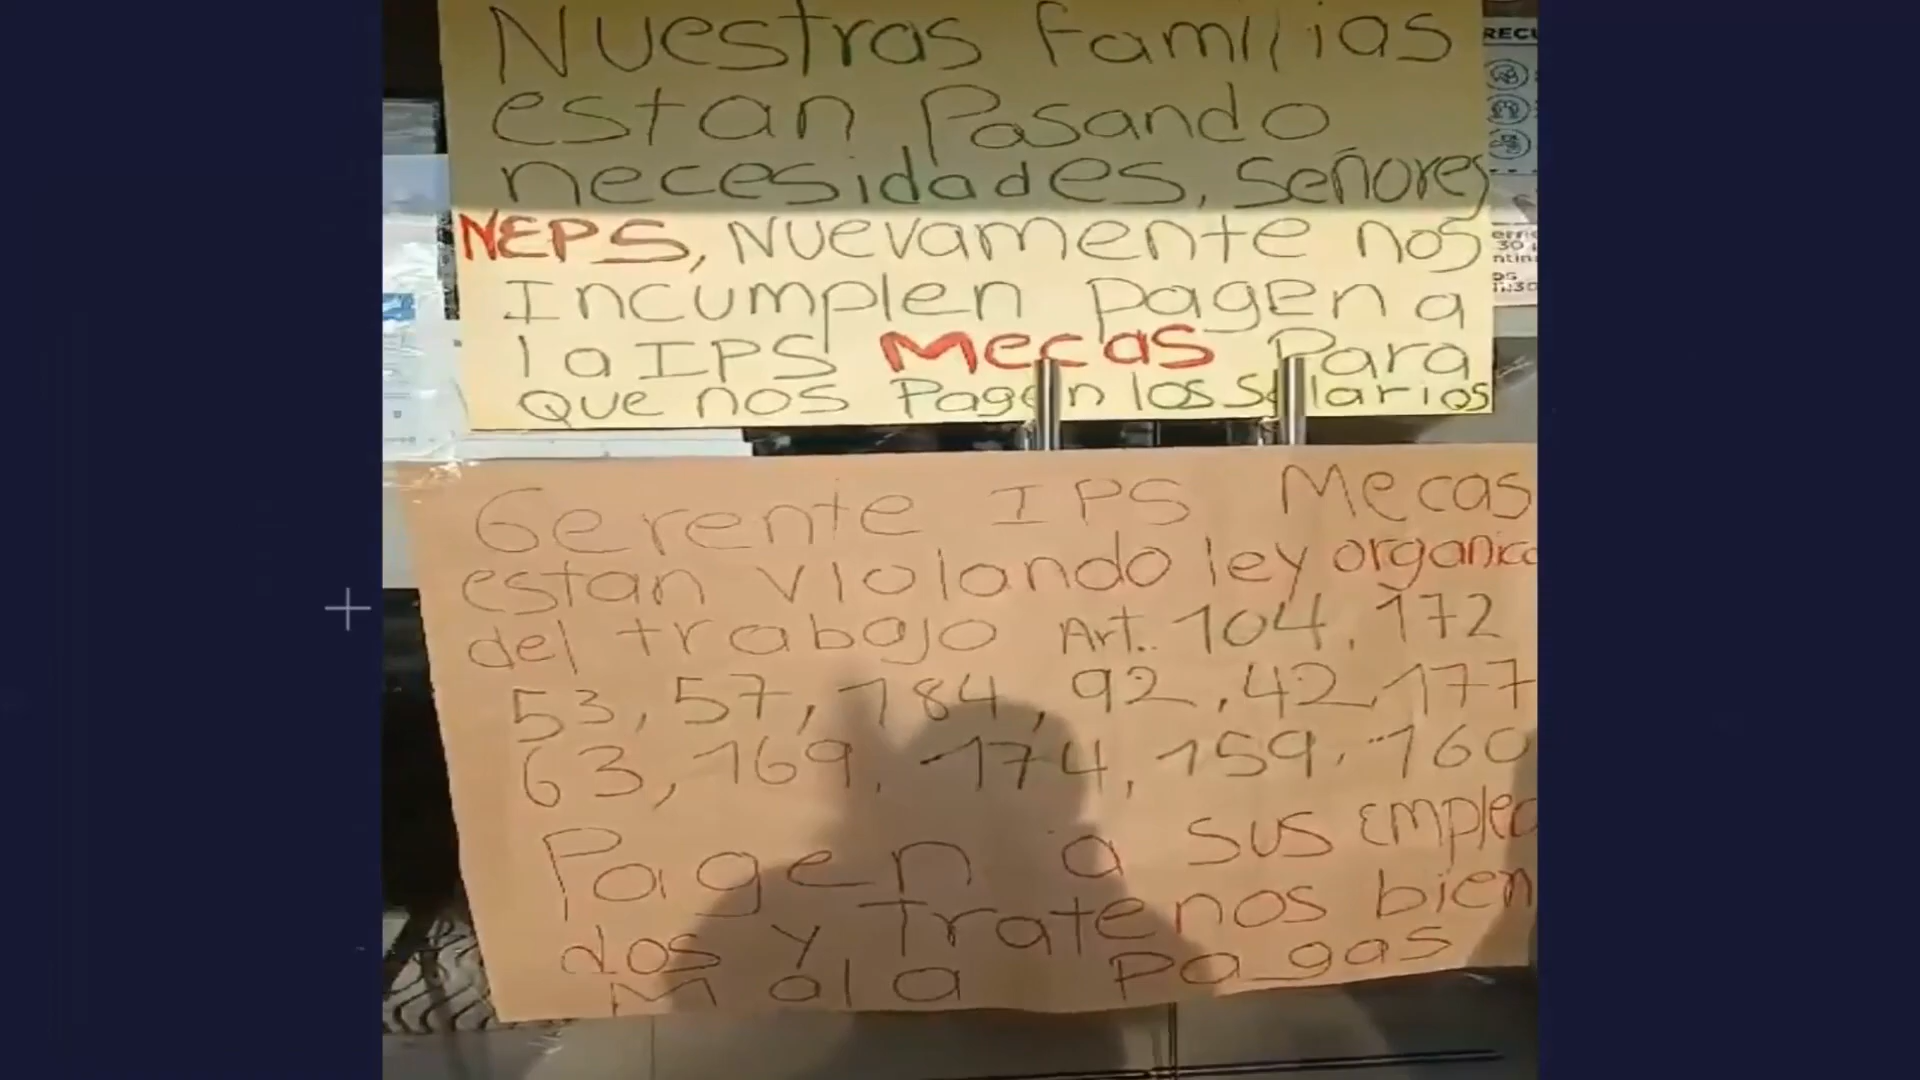 Nuestras familias
estan Pasando
necesidades, Señores
NEPS, Nuevamente nos
Incumplen pagen a
la IPS Mecas Para
que nos Pagen los Salarios
Gerente IPS Mecas
estan violando ley organica
del trabajo Art. 104, 172
53, 57, 184, 92, 42, 177
63, 169, 174, 159, 160
Pagen a sus emplea
dos y Tratenos bien
Mala pagas
RECU